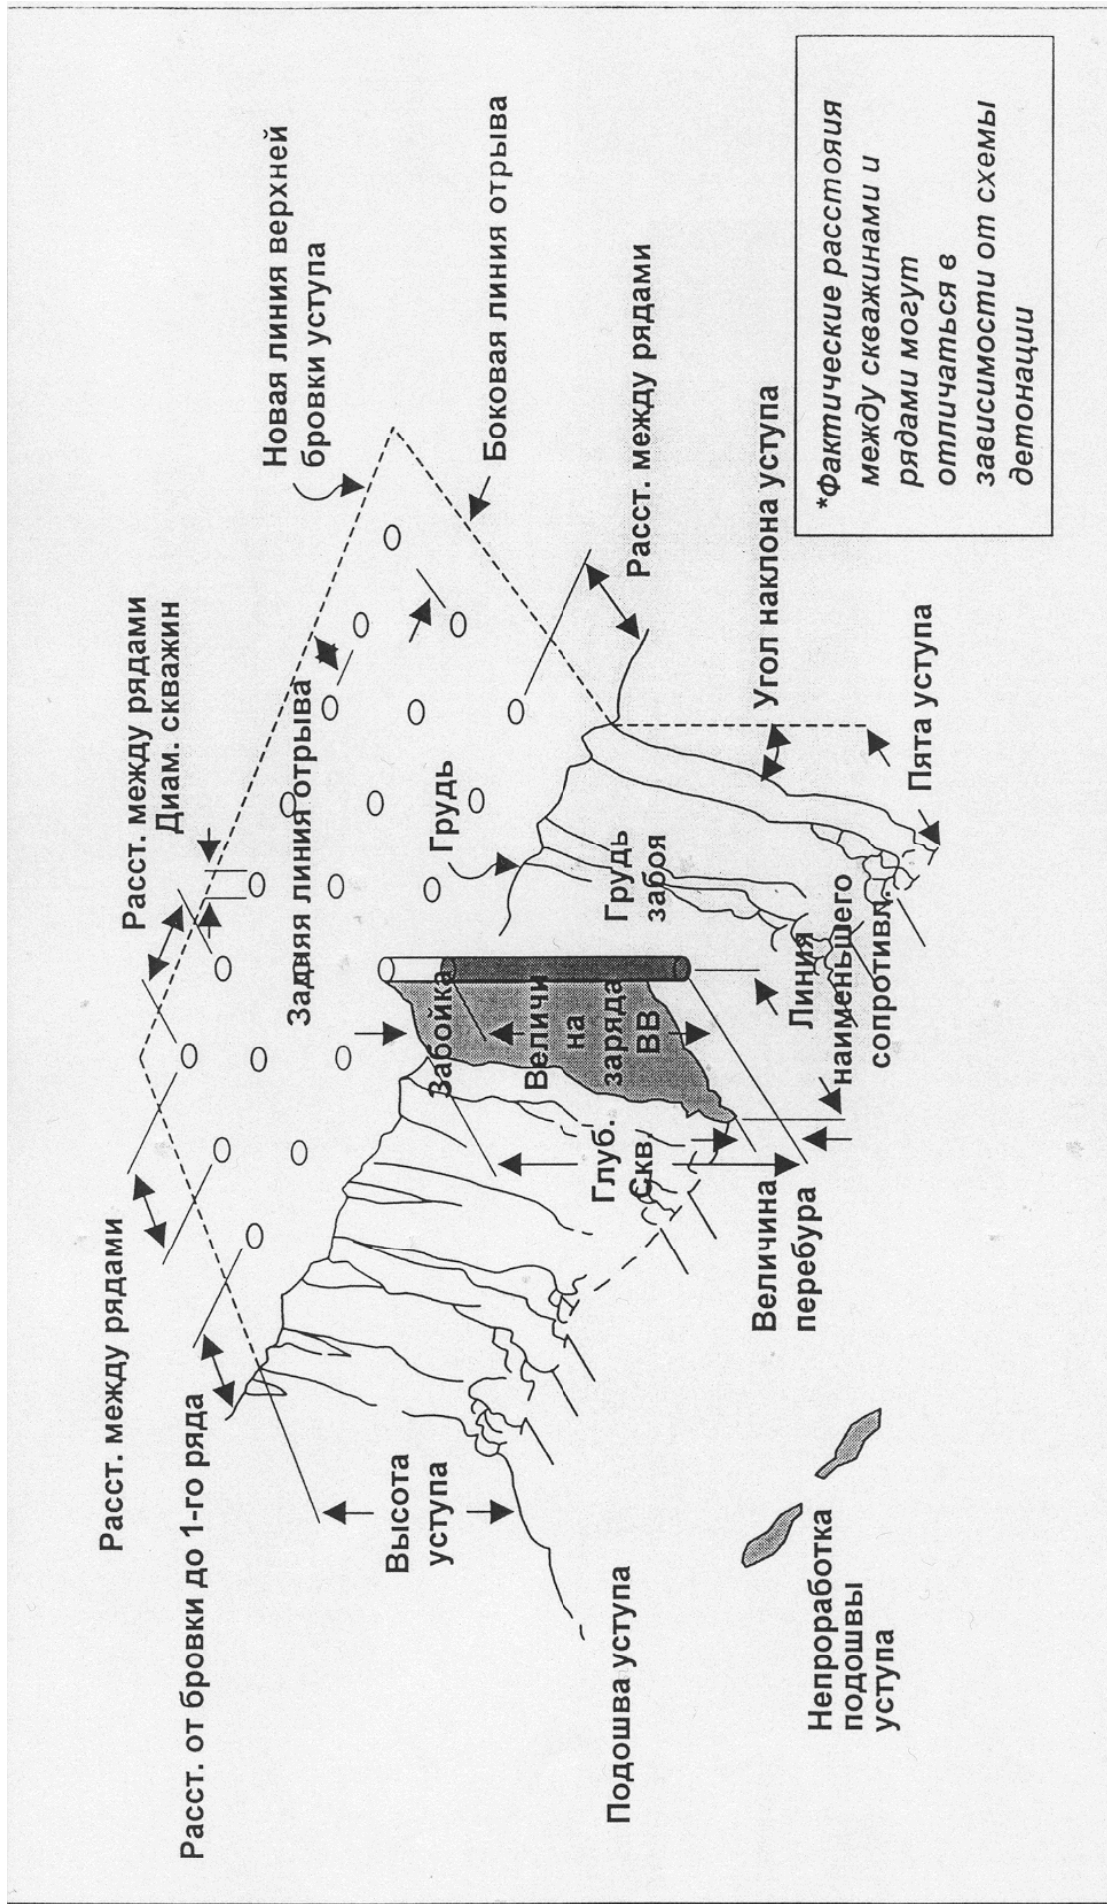 Расст. между рядами
Расст. от бровки до 1-го ряда
Расст. между рядами
Диам. скважин
Новая линия верхней
бровки уступа
Задняя линия отрыва
Боковая линия отрыва
Высота
уступа
Забойка
Грудь
Величи
на
заряда
ВВ
Глуб.
Скв.
Грудь
забоя
Расст. между рядами
Подошва уступа
Величина
перебура
Линия
наименьшего
сопротивл.
Угол наклона уступа
Пята уступа
Непроработка
подошвы
уступа
*Фактические расстояия
между скважинами и
рядами могут
отличаться в
зависимости от схемы
детонации